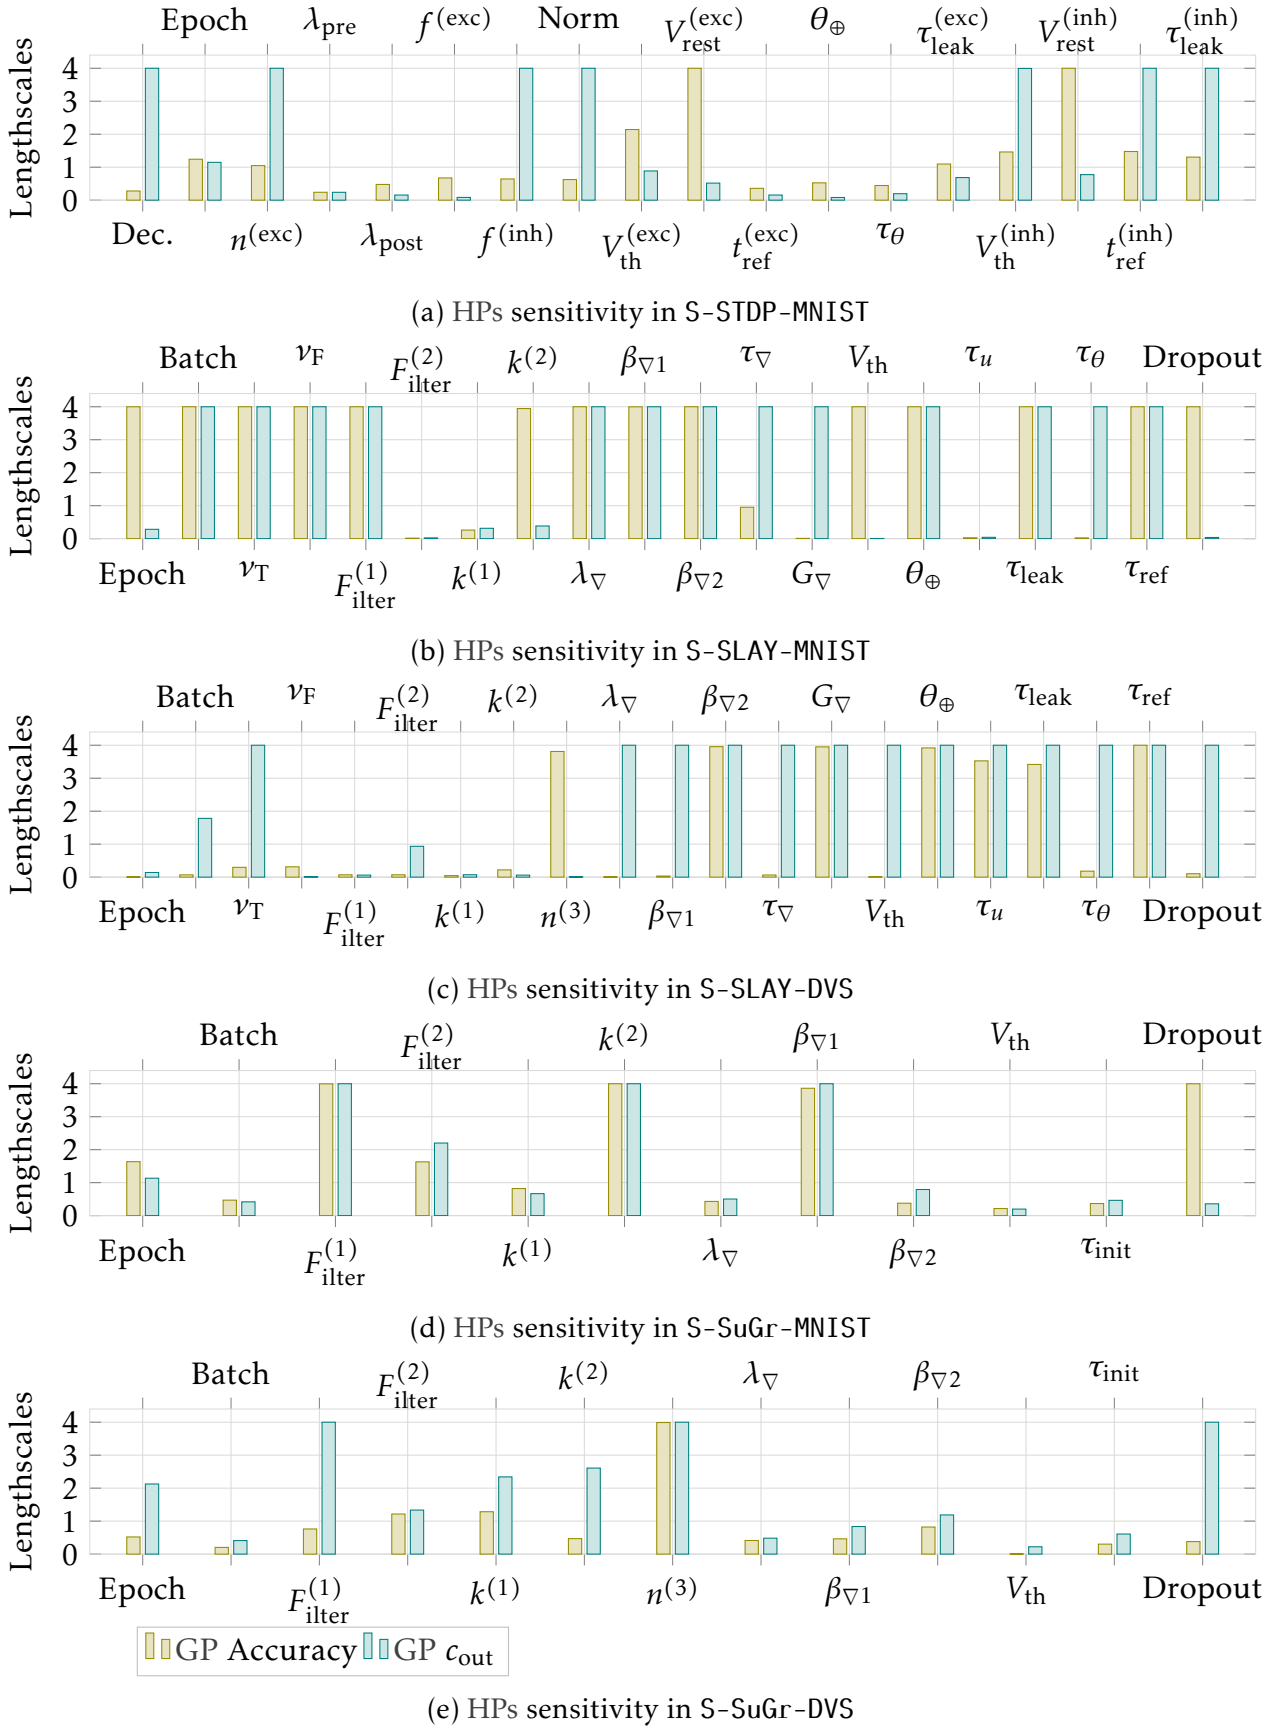 Epoch λpre f(exc) Norm V(exc)rest θ⊕ τ(exc)leak V(inh)rest τ(inh)leak
Lengthscales
4
3
2
1
0
Dec. n(exc) λpost f(inh) V(exc)th t(exc)ref τθ V(inh)th t(inh)ref
(a) HPs sensitivity in S-STDP-MNIST
Batch νF F(2)ilter k(2) β∇1 τ∇ Vth τu τθ Dropout
Lengthscales
4
3
2
1
0
Epoch νT F(1)ilter k(1) λ∇ β∇2 G∇ θ⊕ τleak τref
(b) HPs sensitivity in S-SLAY-MNIST
Batch νF F(2)ilter k(2) λ∇ β∇2 G∇ θ⊕ τleak τref
Lengthscales
4
3
2
1
0
Epoch νT F(1)ilter k(1) n(3) β∇1 τ∇ Vth τu τθ Dropout
(c) HPs sensitivity in S-SLAY-DVS
Batch F(2)ilter k(2) β∇1 Vth Dropout
Lengthscales
4
3
2
1
0
Epoch F(1)ilter k(1) λ∇ β∇2 τinit
(d) HPs sensitivity in S-SuGr-MNIST
Batch F(2)ilter k(2) λ∇ β∇2 τinit
Lengthscales
4
3
2
1
0
Epoch F(1)ilter k(1) n(3) β∇1 Vth Dropout
GP Accuracy GP cout
(e) HPs sensitivity in S-SuGr-DVS